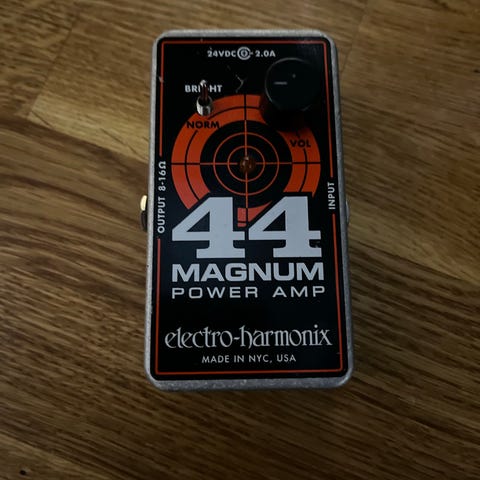 24VDC 2.0A
BRIGHT
NORM
VOL
OUTPUT 8-16Ω
INPUT
44
MAGNUM
POWER AMP
electro-harmonix
MADE IN NYC, USA